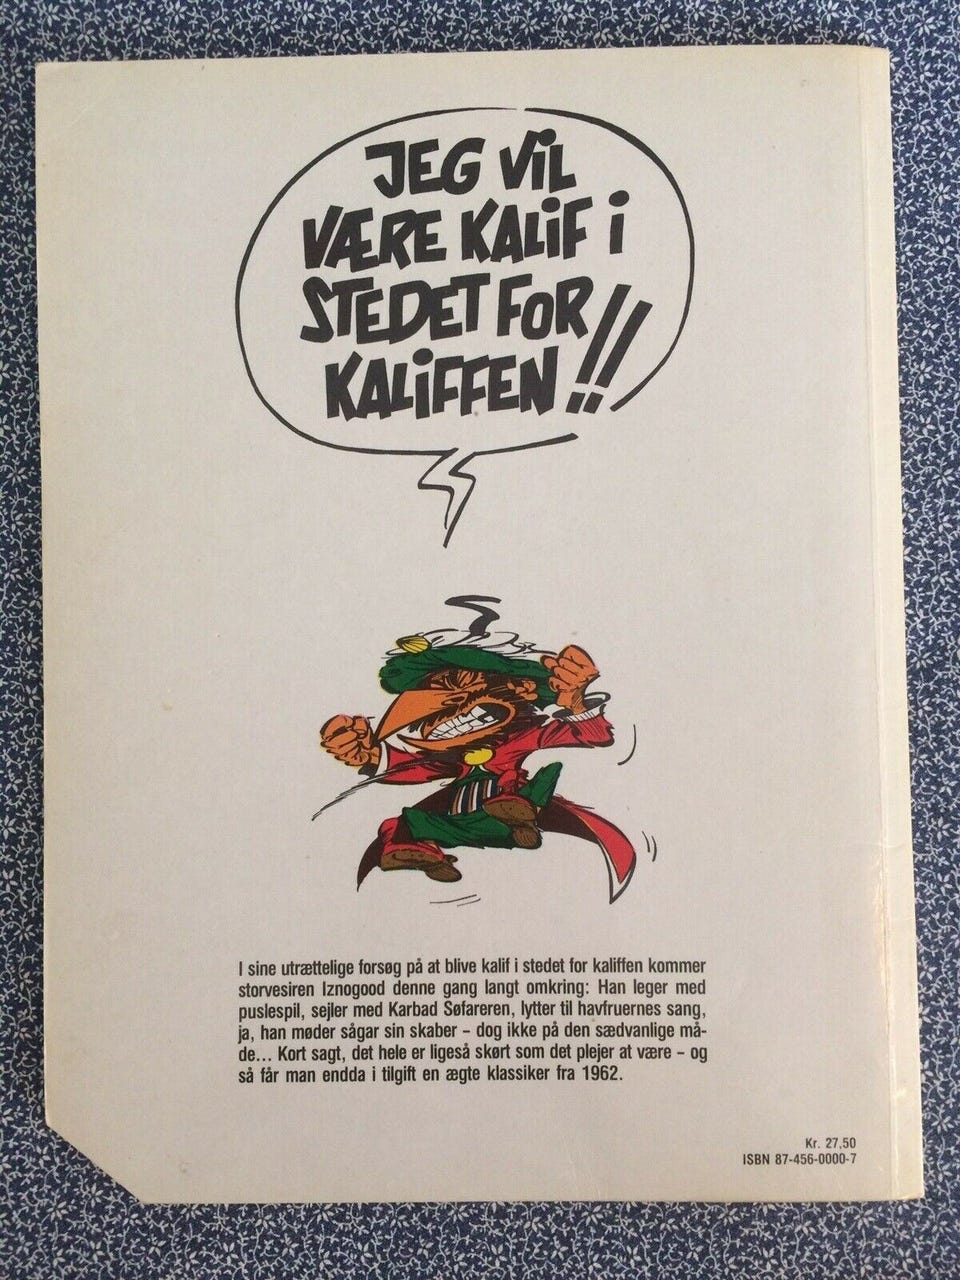 JEG VIL
VÆRE KALIF I
STEDET FOR
KALIFFEN!!
I sine utrættelige forsøg på at blive kalif i stedet for kaliffen kommer
storvesiren Iznogood denne gang langt omkring: Han leger med
puslespil, sejler med Karbad Søfareren, lytter til havfruernes sang,
ja, han møder sågar sin skaber – dog ikke på den sædvanlige må-
de... Kort sagt, det hele er ligeså skørt som det plejer at være – og
så får man endda i tilgift en ægte klassiker fra 1962.
Kr. 27,50
ISBN 87-456-0000-7